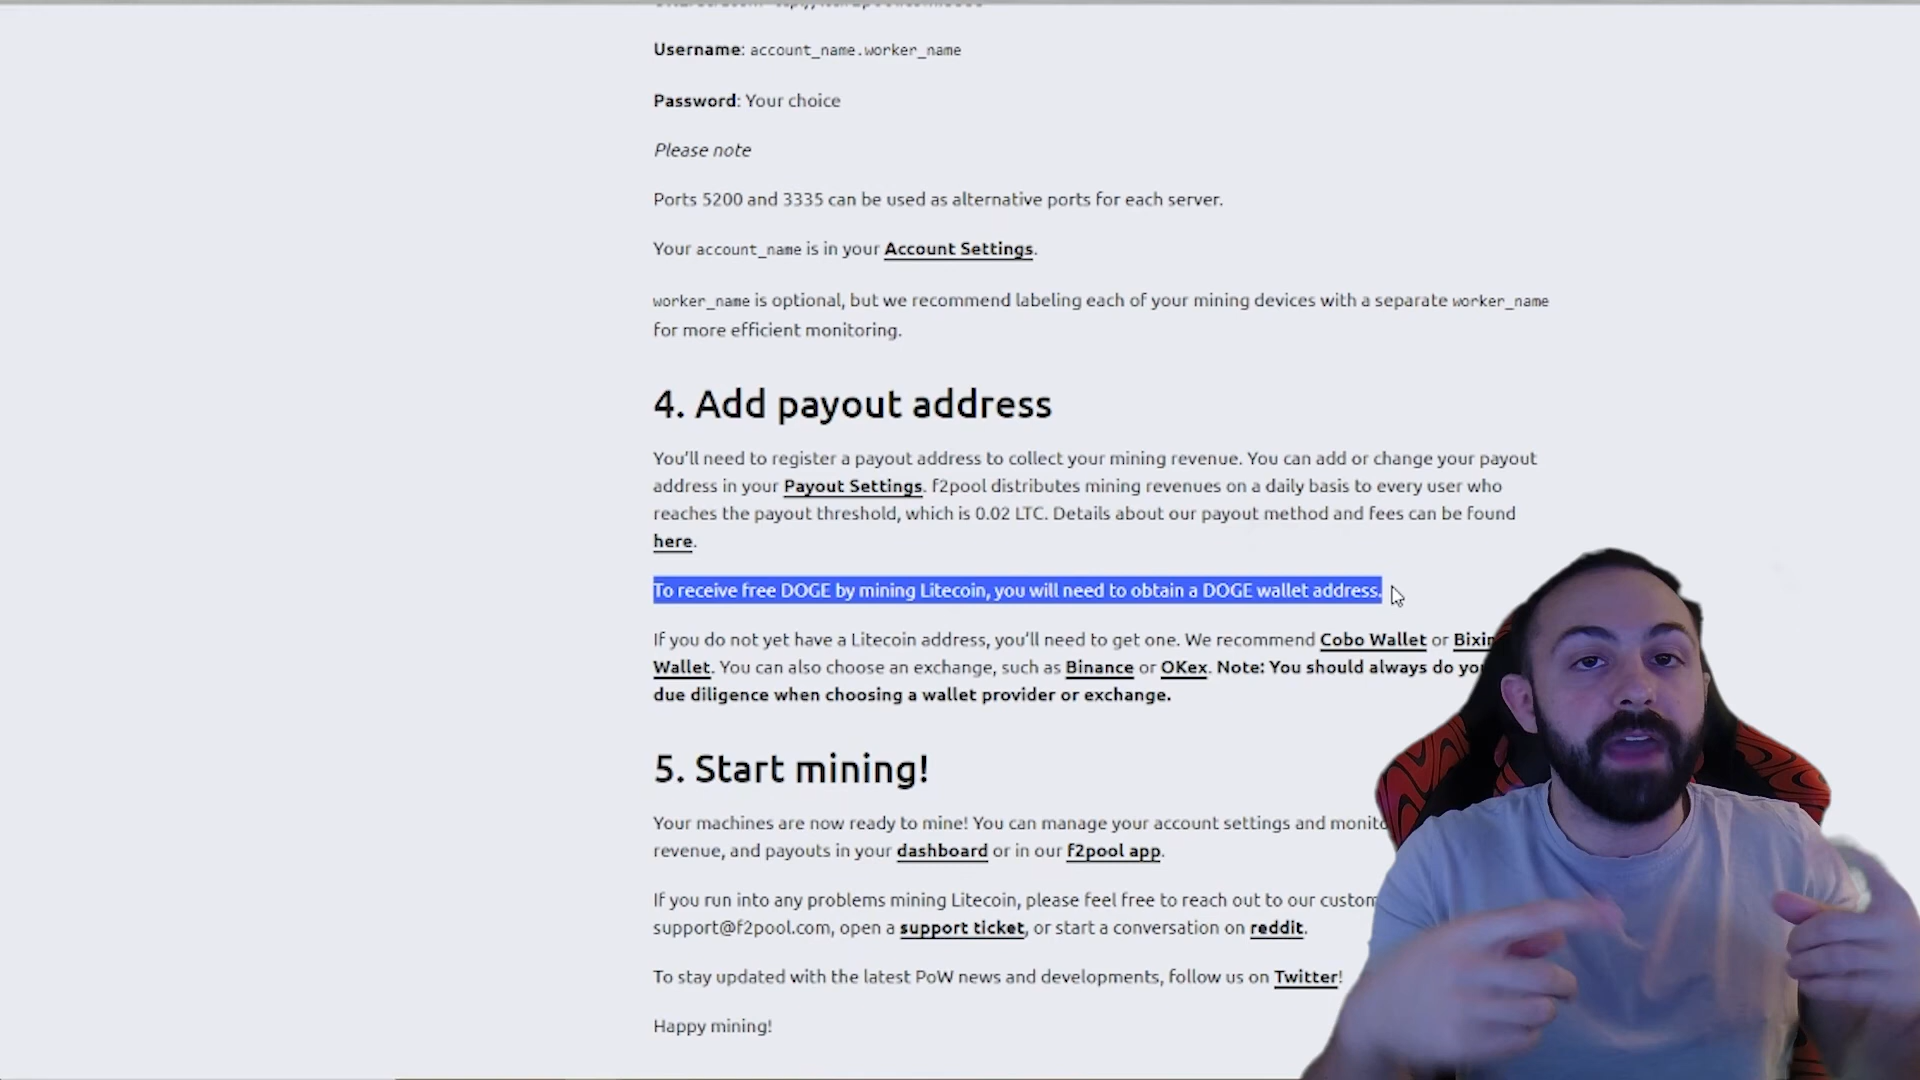 Username: account_name.worker_name
Password: Your choice
Please note
Ports 5200 and 3335 can be used as alternative ports for each server.
Your account_name is in your Account Settings.
worker_name is optional, but we recommend labeling each of your mining devices with a separate worker_name
for more efficient monitoring.
4. Add payout address
You’ll need to register a payout address to collect your mining revenue. You can add or change your payout
address in your Payout Settings. f2pool distributes mining revenues on a daily basis to every user who
reaches the payout threshold, which is 0.02 LTC. Details about our payout method and fees can be found
here.
To receive free DOGE by mining Litecoin, you will need to obtain a DOGE wallet address.
If you do not yet have a Litecoin address, you’ll need to get one. We recommend Cobo Wallet or
Wallet. You can also choose an exchange, such as Binance or OKex. Note: You should always do
due diligence when choosing a wallet provider or exchange.
5. Start mining!
Your machines are now ready to mine! You can manage your account settings and
revenue, and payouts in your dashboard or in our f2pool app.
If you run into any problems mining Litecoin, please feel free to reach out to our
support@f2pool.com, open a support ticket, or start a conversation on reddit.
To stay updated with the latest PoW news and developments, follow us on Twitter!
Happy mining!